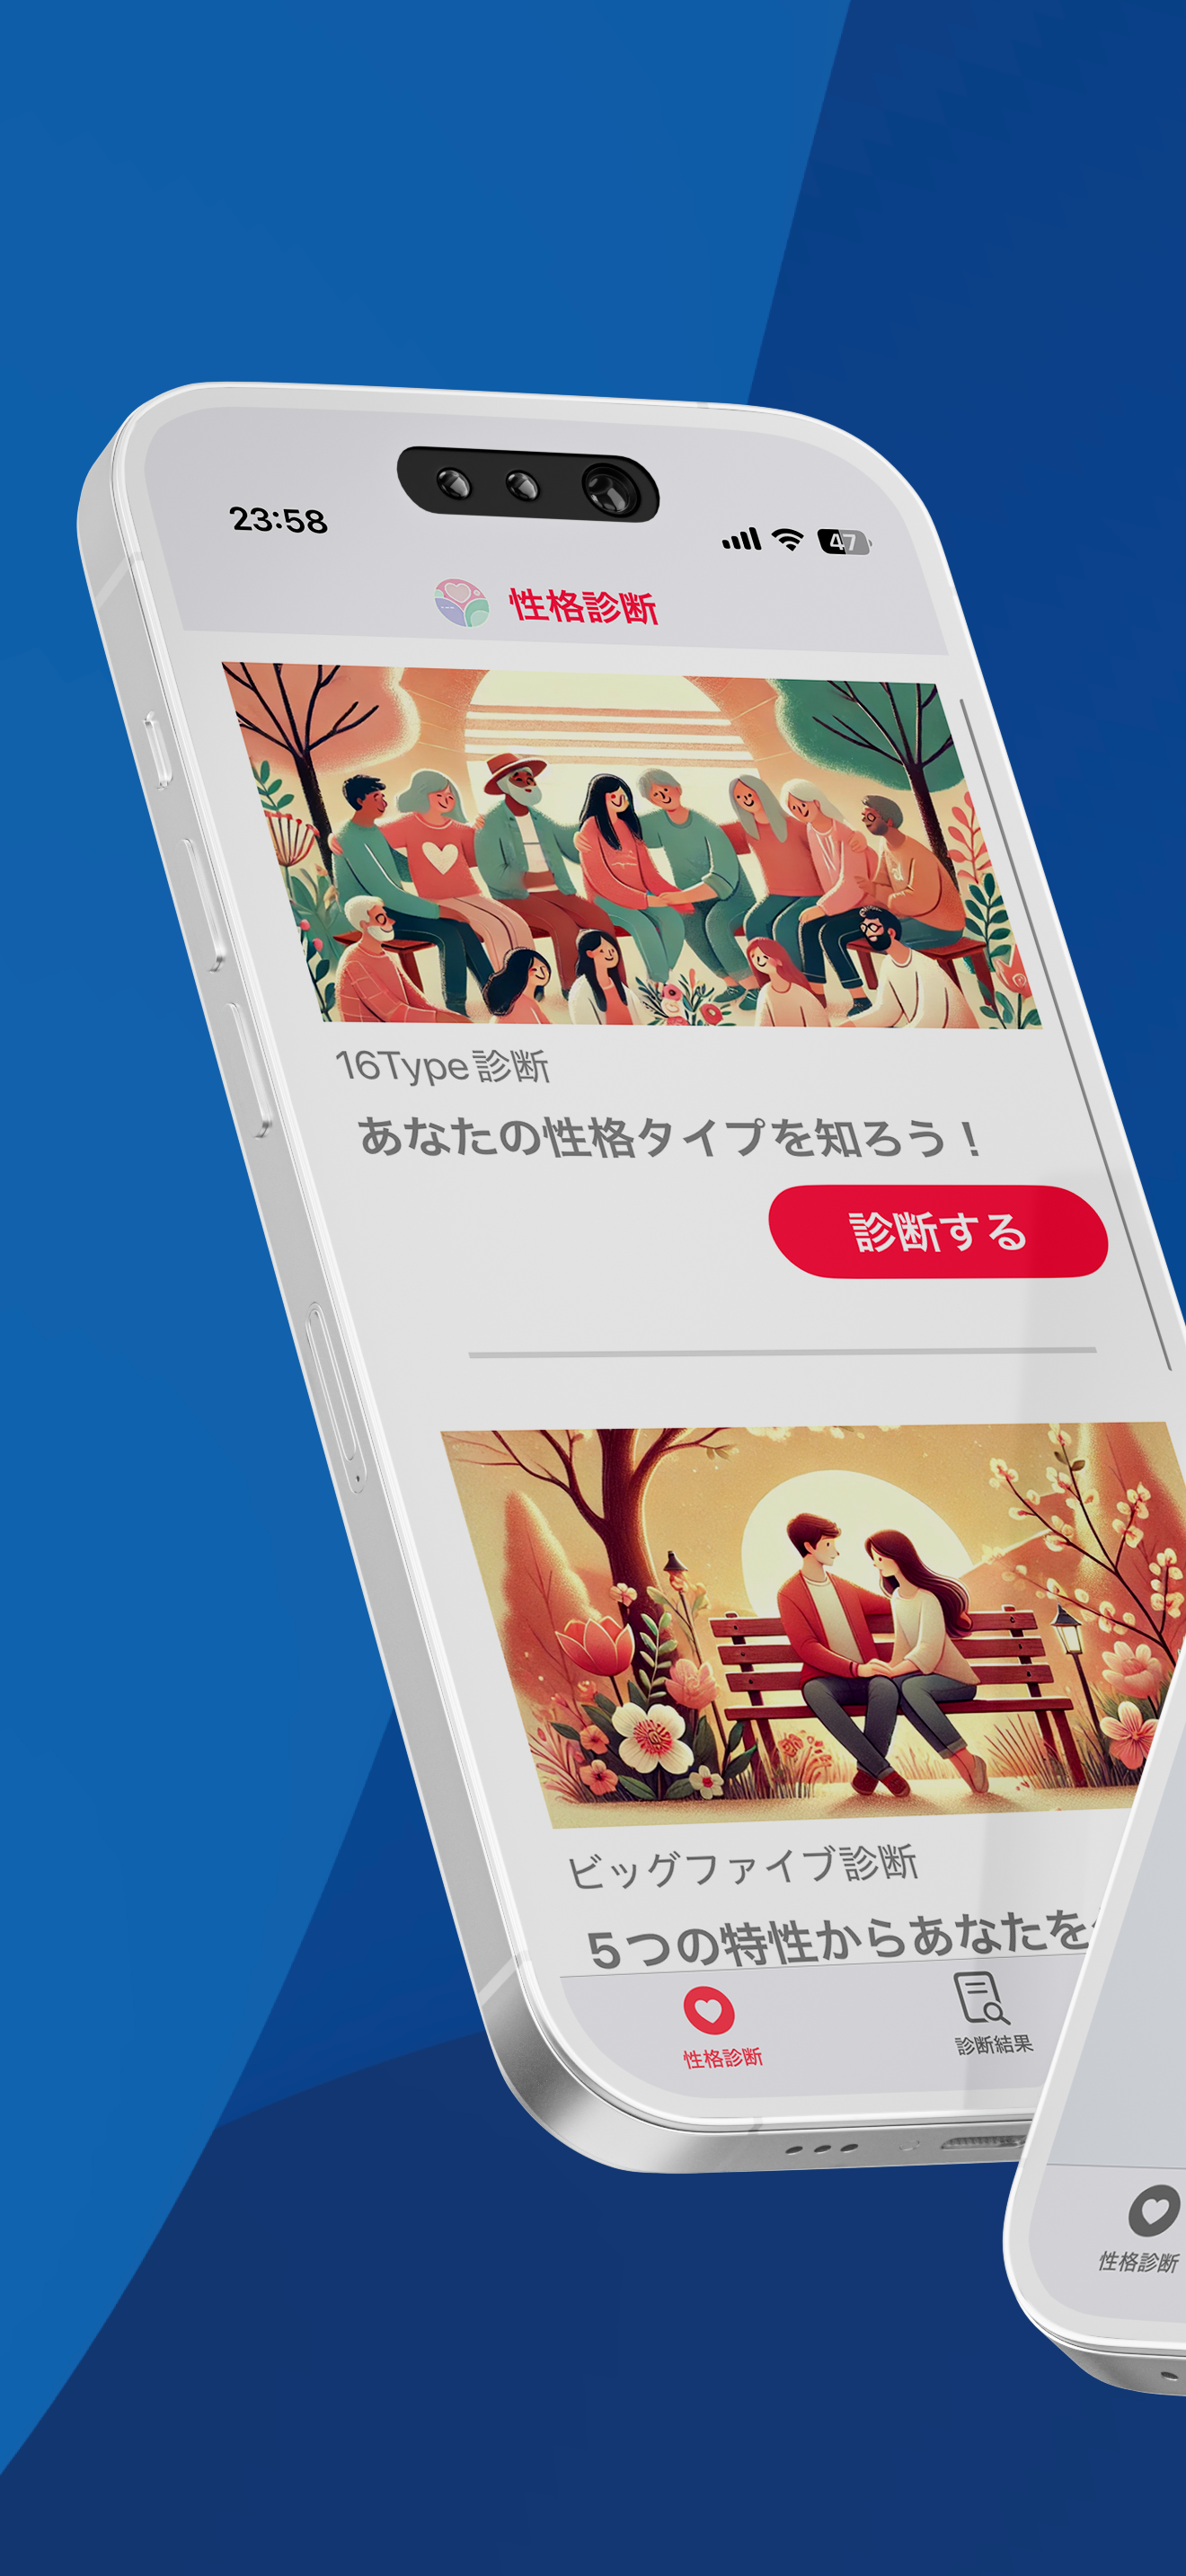 23:58
47
性格診断
16Type診断
あなたの性格タイプを知ろう！
診断する
ビッグファイブ診断
５つの特性からあなたを
性格診断
診断結果
性格診断